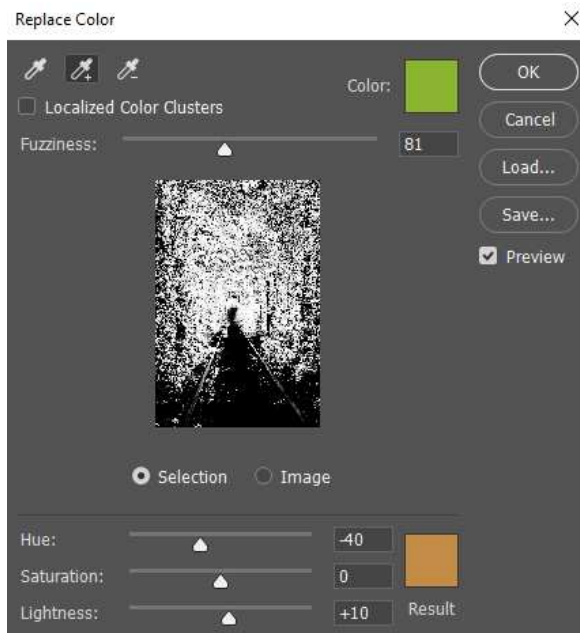 Replace Color
Color:
OK
Localized Color Clusters
Cancel
Fuzziness:
81
Load...
Save...
Preview
Selection
Image
Hue:
-40
Saturation:
0
Lightness:
+10
Result